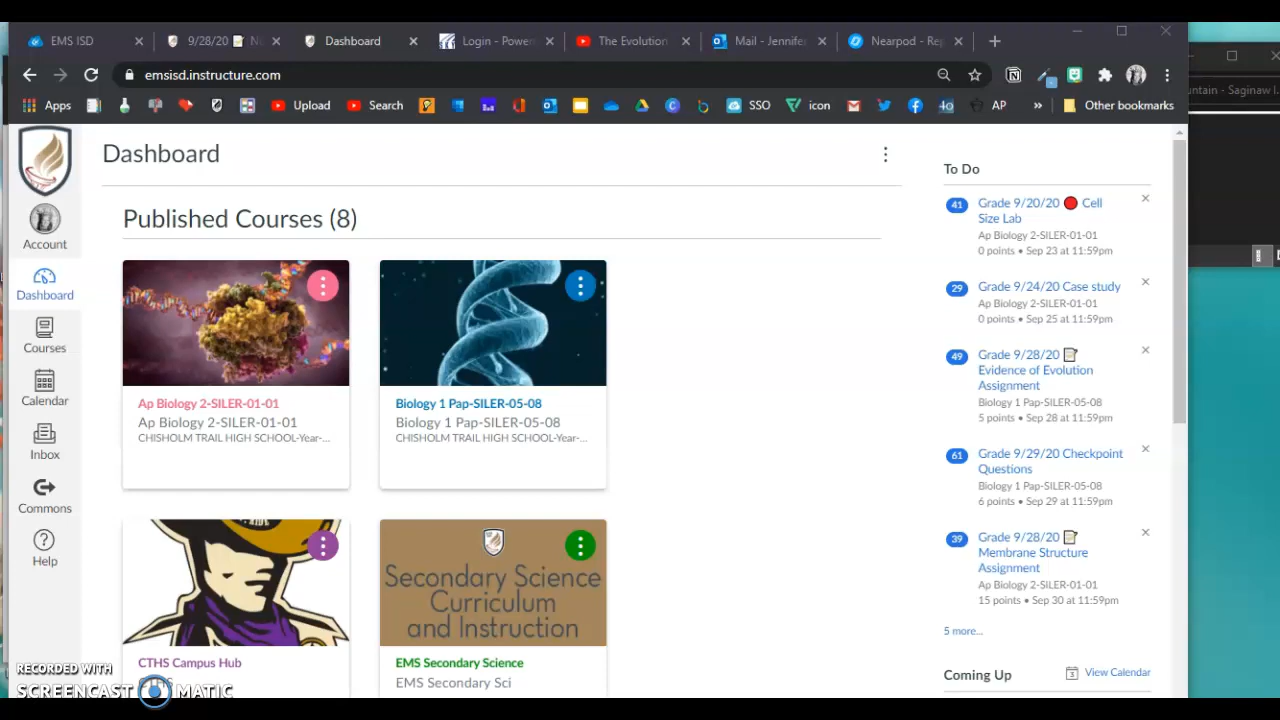 EMS ISD
9/28/20
Dashboard
Login - Power
The Evolution
Mail - Jennife
Nearpod - Rep
emsisd.instructure.com
Apps
Upload
Search
SSO
icon
AP
»
Other bookmarks
untain - Saginaw I.
Account
Dashboard
Courses
Calendar
Inbox
Commons
Help
Dashboard
Published Courses (8)
Ap Biology 2-SILER-01-01
Ap Biology 2-SILER-01-01
CHISHOLM TRAIL HIGH SCHOOL-Year-...
Biology 1 Pap-SILER-05-08
Biology 1 Pap-SILER-05-08
CHISHOLM TRAIL HIGH SCHOOL-Year-...
CTHS Campus Hub
CTHS
Secondary Science
Curriculum
and Instruction
EMS Secondary Science
EMS Secondary Sci
To Do
41
Grade 9/20/20 🔴 Cell
Size Lab
Ap Biology 2-SILER-01-01
0 points • Sep 23 at 11:59pm
29
Grade 9/24/20 Case study
Ap Biology 2-SILER-01-01
0 points • Sep 25 at 11:59pm
49
Grade 9/28/20 📝
Evidence of Evolution
Assignment
Biology 1 Pap-SILER-05-08
5 points • Sep 28 at 11:59pm
61
Grade 9/29/20 Checkpoint
Questions
Biology 1 Pap-SILER-05-08
6 points • Sep 29 at 11:59pm
39
Grade 9/28/20 📝
Membrane Structure
Assignment
Ap Biology 2-SILER-01-01
15 points • Sep 30 at 11:59pm
5 more...
Coming Up
View Calendar
RECORDED WITH
SCREENCAST MATIC